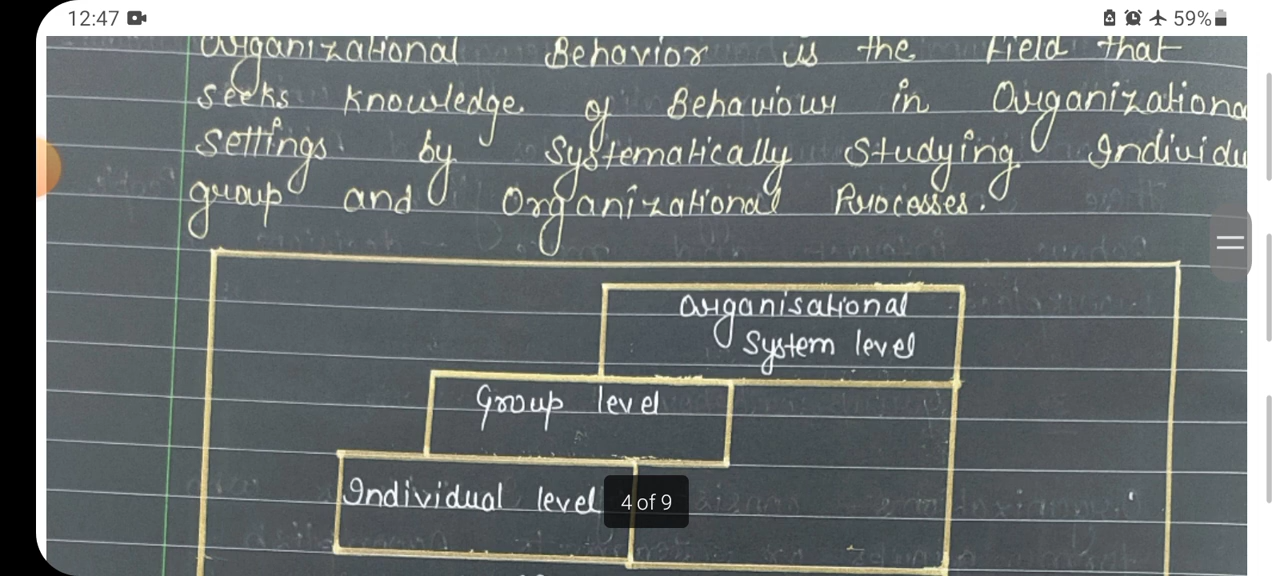 12:47
59%
Organizational Behavior is the field that
seeks knowledge of Behaviour in Organizationa
settings by systematically studying Individu
group and Organizational Processes.
Organisational
System level
Group level
Individual level
4 of 9